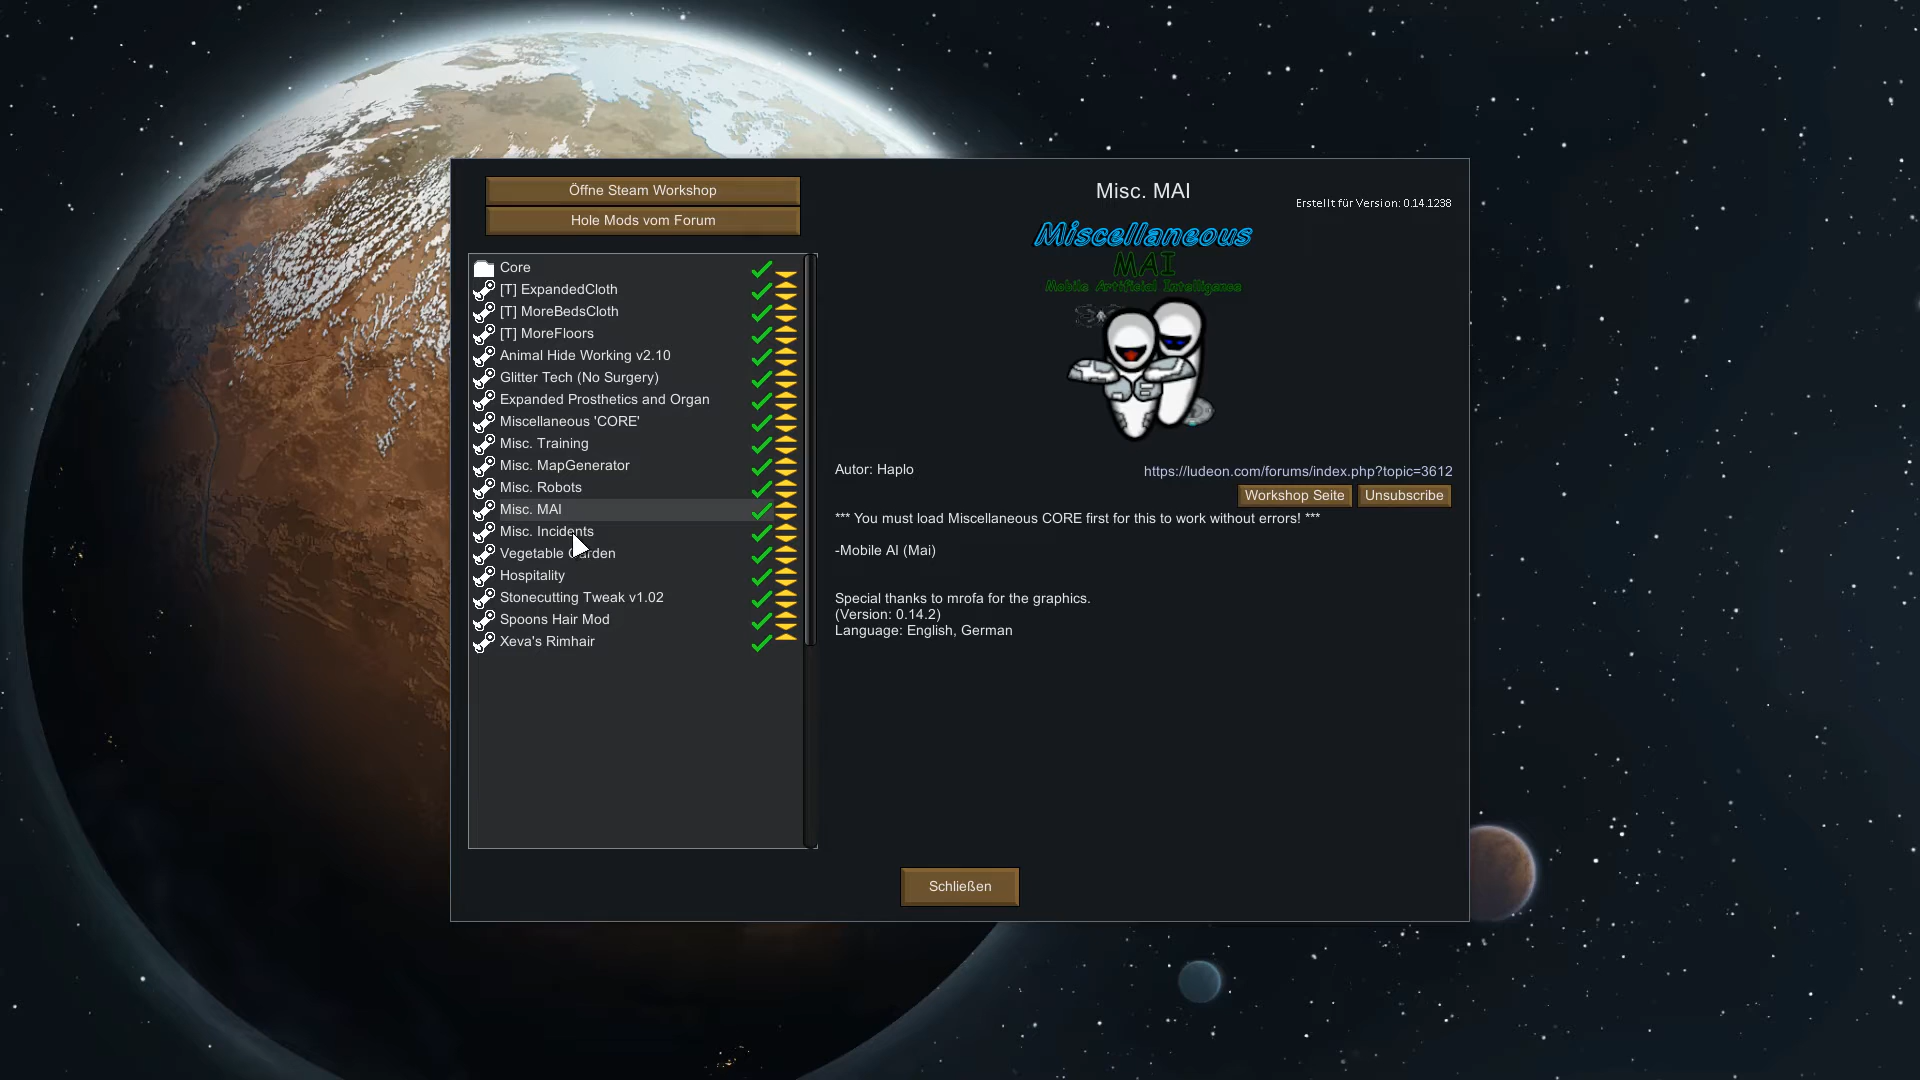 Öffne Steam Workshop
Hole Mods vom Forum
Core
[T] ExpandedCloth
[T] MoreBedsCloth
[T] MoreFloors
Animal Hide Working v2.10
Glitter Tech (No Surgery)
Expanded Prosthetics and Organ
Miscellaneous 'CORE'
Misc. Training
Misc. MapGenerator
Misc. Robots
Misc. MAI
Misc. Incidents
Vegetable Garden
Hospitality
Stonecutting Tweak v1.02
Spoons Hair Mod
Xeva's Rimhair
Misc. MAI
Erstellt für Version: 0.14.1238
Miscellaneous
MAI
Mobile Artificial Intelligence
Autor: Haplo
https://ludeon.com/forums/index.php?topic=3612
Workshop Seite
Unsubscribe
*** You must load Miscellaneous CORE first for this to work without errors! ***
-Mobile AI (Mai)
Special thanks to mrofa for the graphics.
(Version: 0.14.2)
Language: English, German
Schließen